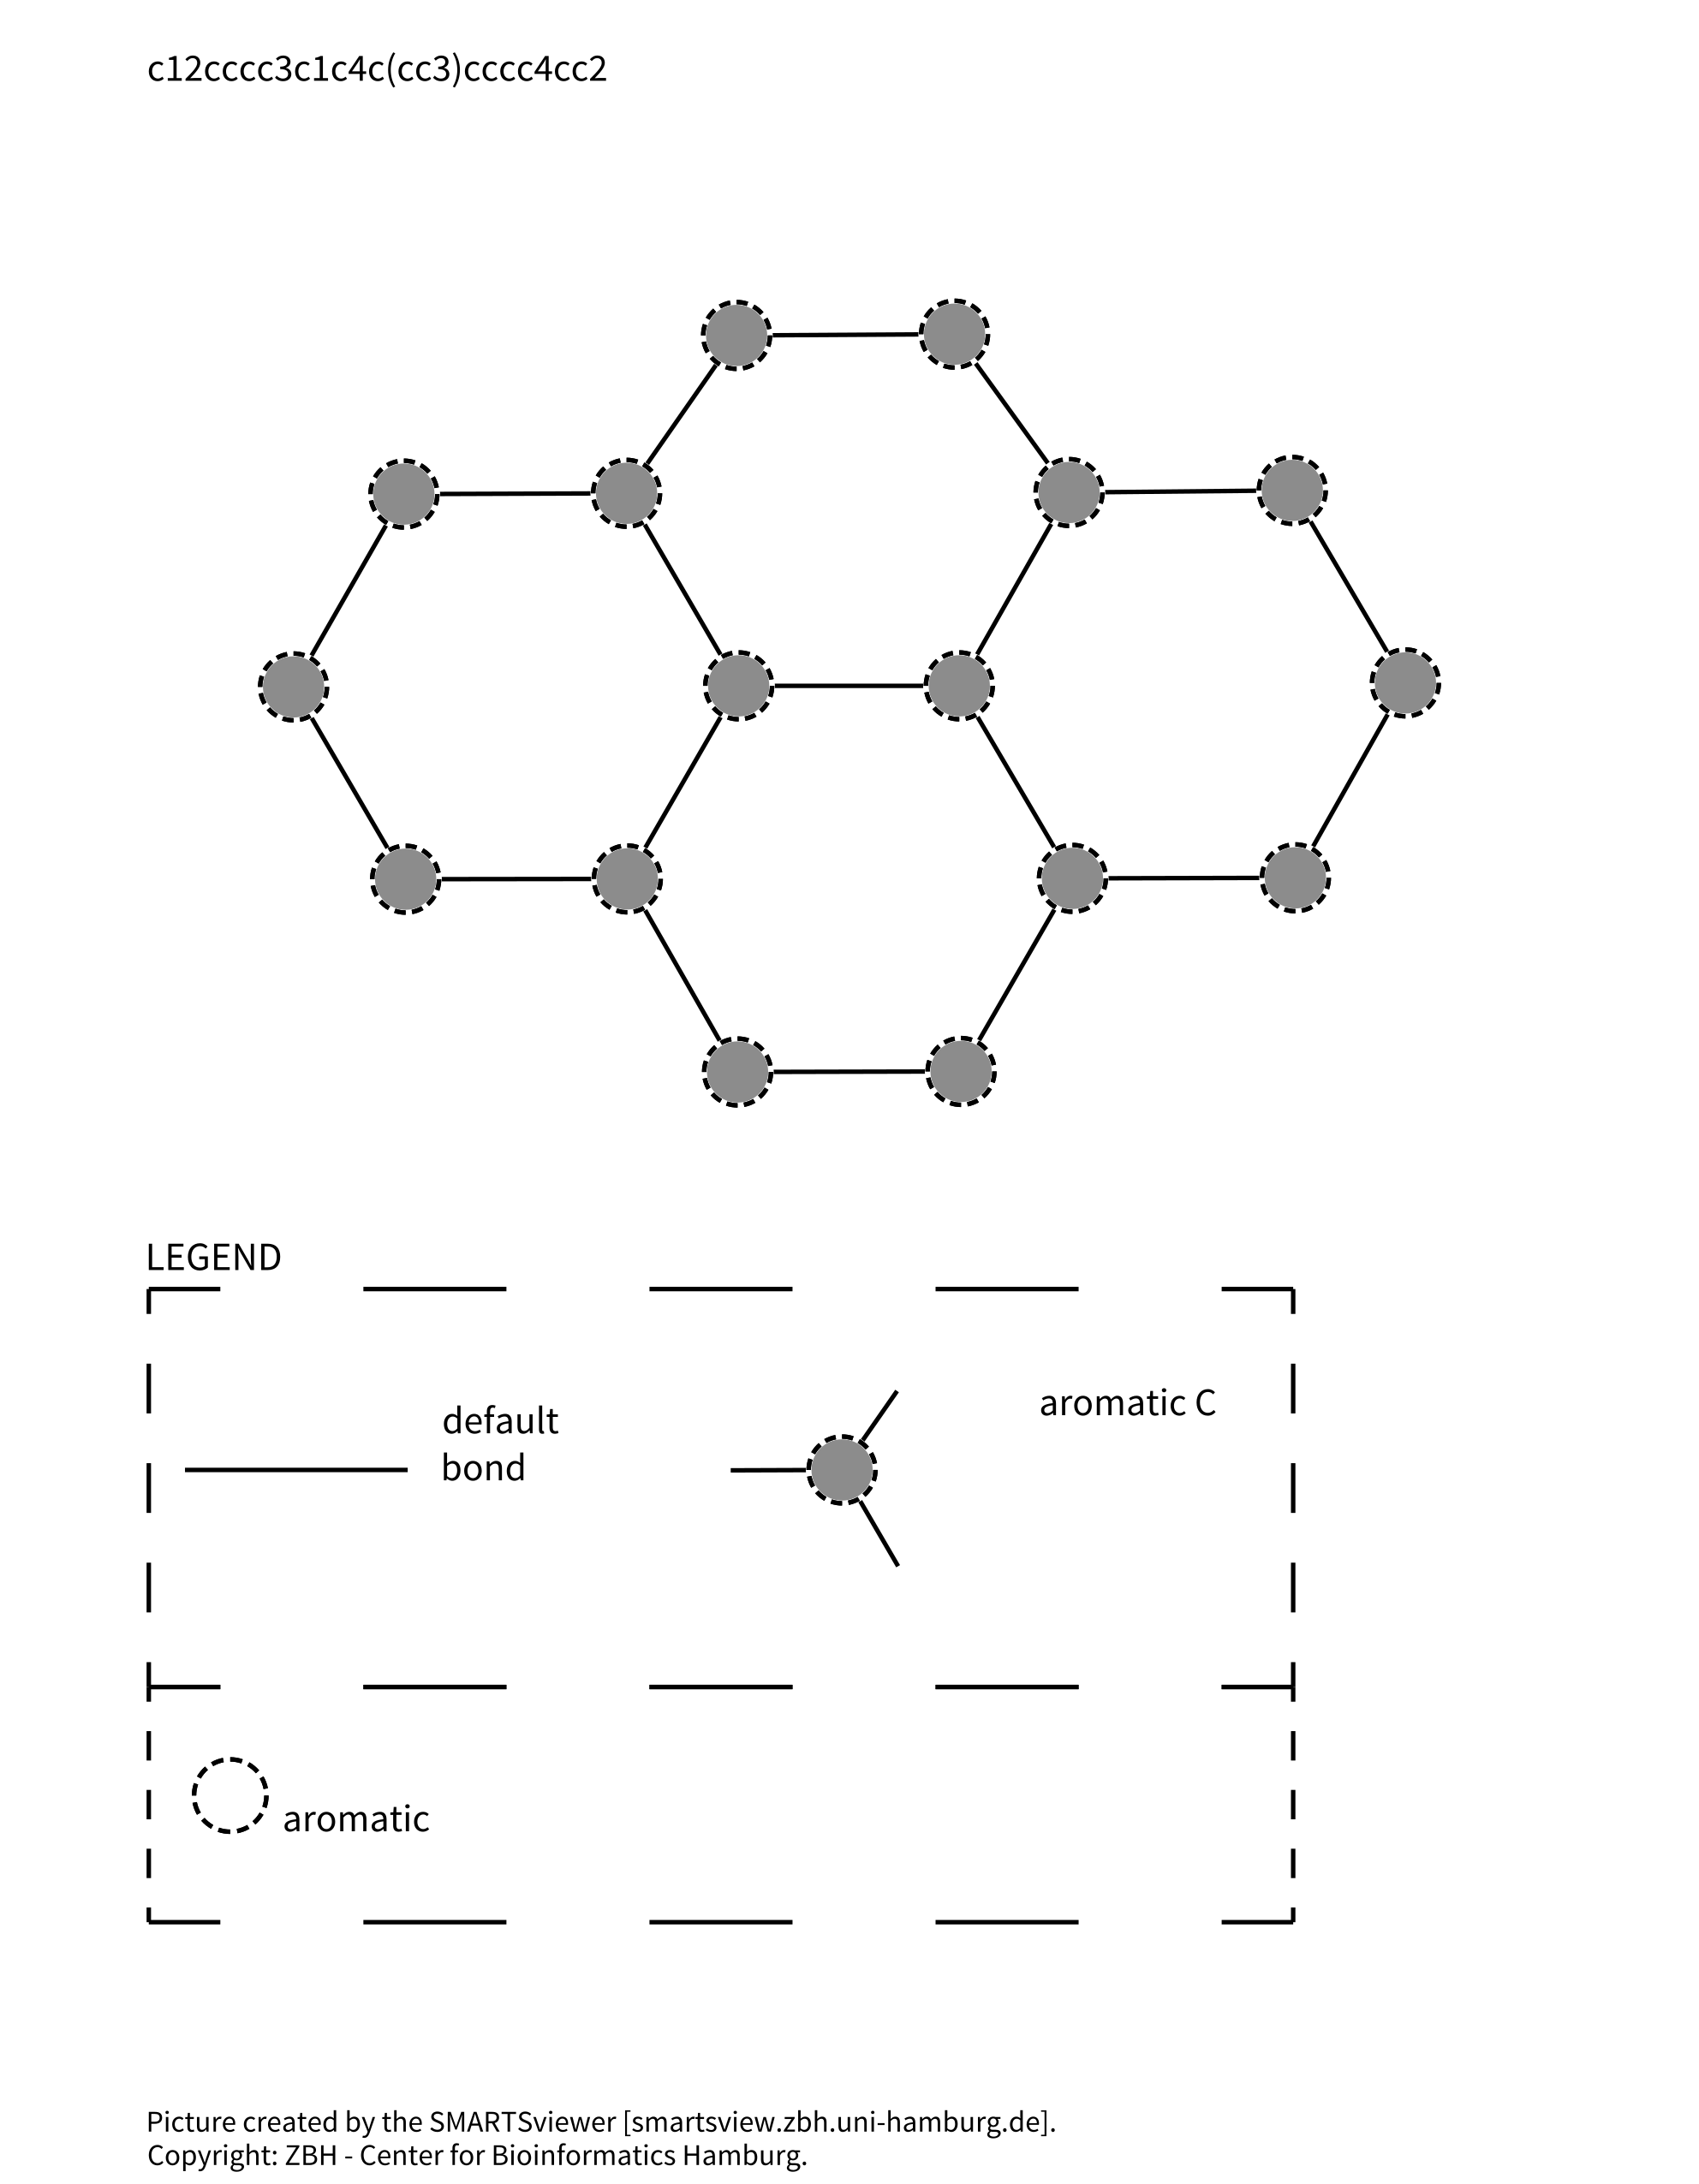 c12cccc3c1c4c(cc3)cccc4cc2
LEGEND
default
bond
aromatic C
aromatic
Picture created by the SMARTSviewer [smartsview.zbh.uni-hamburg.de].
Copyright: ZBH - Center for Bioinformatics Hamburg.